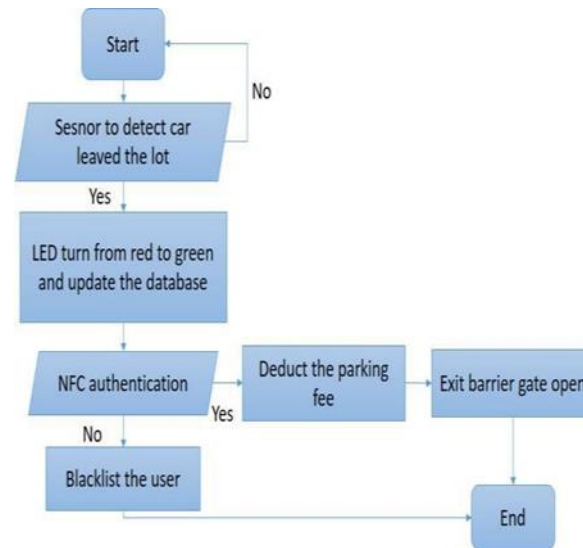 Start
No
Sesnor to detect car
leaved the lot
Yes
LED turn from red to green
and update the database
NFC authentication
Yes
Deduct the parking
fee
Exit barrier gate open
No
Blacklist the user
End